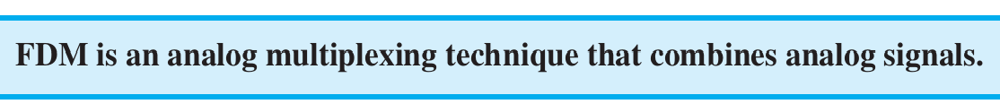 FDM is an analog multiplexing technique that combines analog signals.